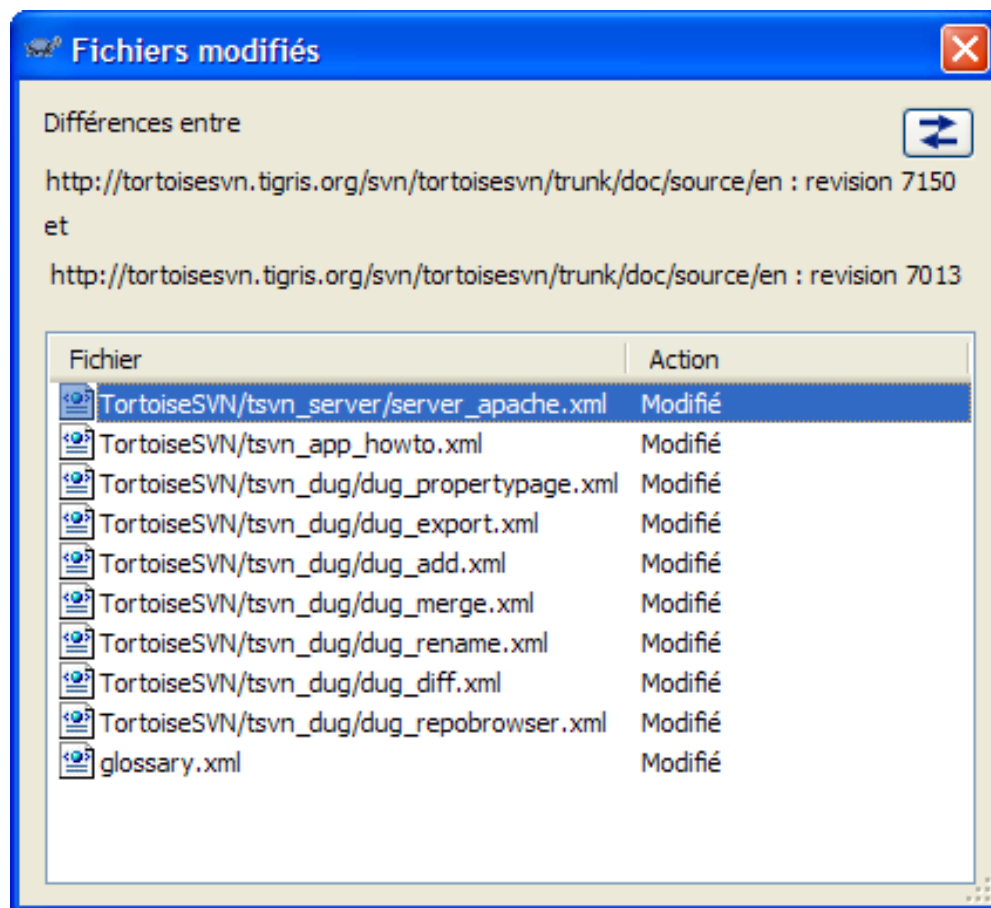 Fichiers modifiés
Différences entre
http://tortoisesvn.tigris.org/svn/tortoisesvn/trunk/doc/source/en : revision 7150
et
http://tortoisesvn.tigris.org/svn/tortoisesvn/trunk/doc/source/en : revision 7013
Fichier Action
TortoiseSVN/tsvn_server/server_apache.xml Modifié
TortoiseSVN/tsvn_app_howto.xml Modifié
TortoiseSVN/tsvn_dug/dug_propertypage.xml Modifié
TortoiseSVN/tsvn_dug/dug_export.xml Modifié
TortoiseSVN/tsvn_dug/dug_add.xml Modifié
TortoiseSVN/tsvn_dug/dug_merge.xml Modifié
TortoiseSVN/tsvn_dug/dug_rename.xml Modifié
TortoiseSVN/tsvn_dug/dug_diff.xml Modifié
TortoiseSVN/tsvn_dug/dug_repobrowser.xml Modifié
glossary.xml Modifié